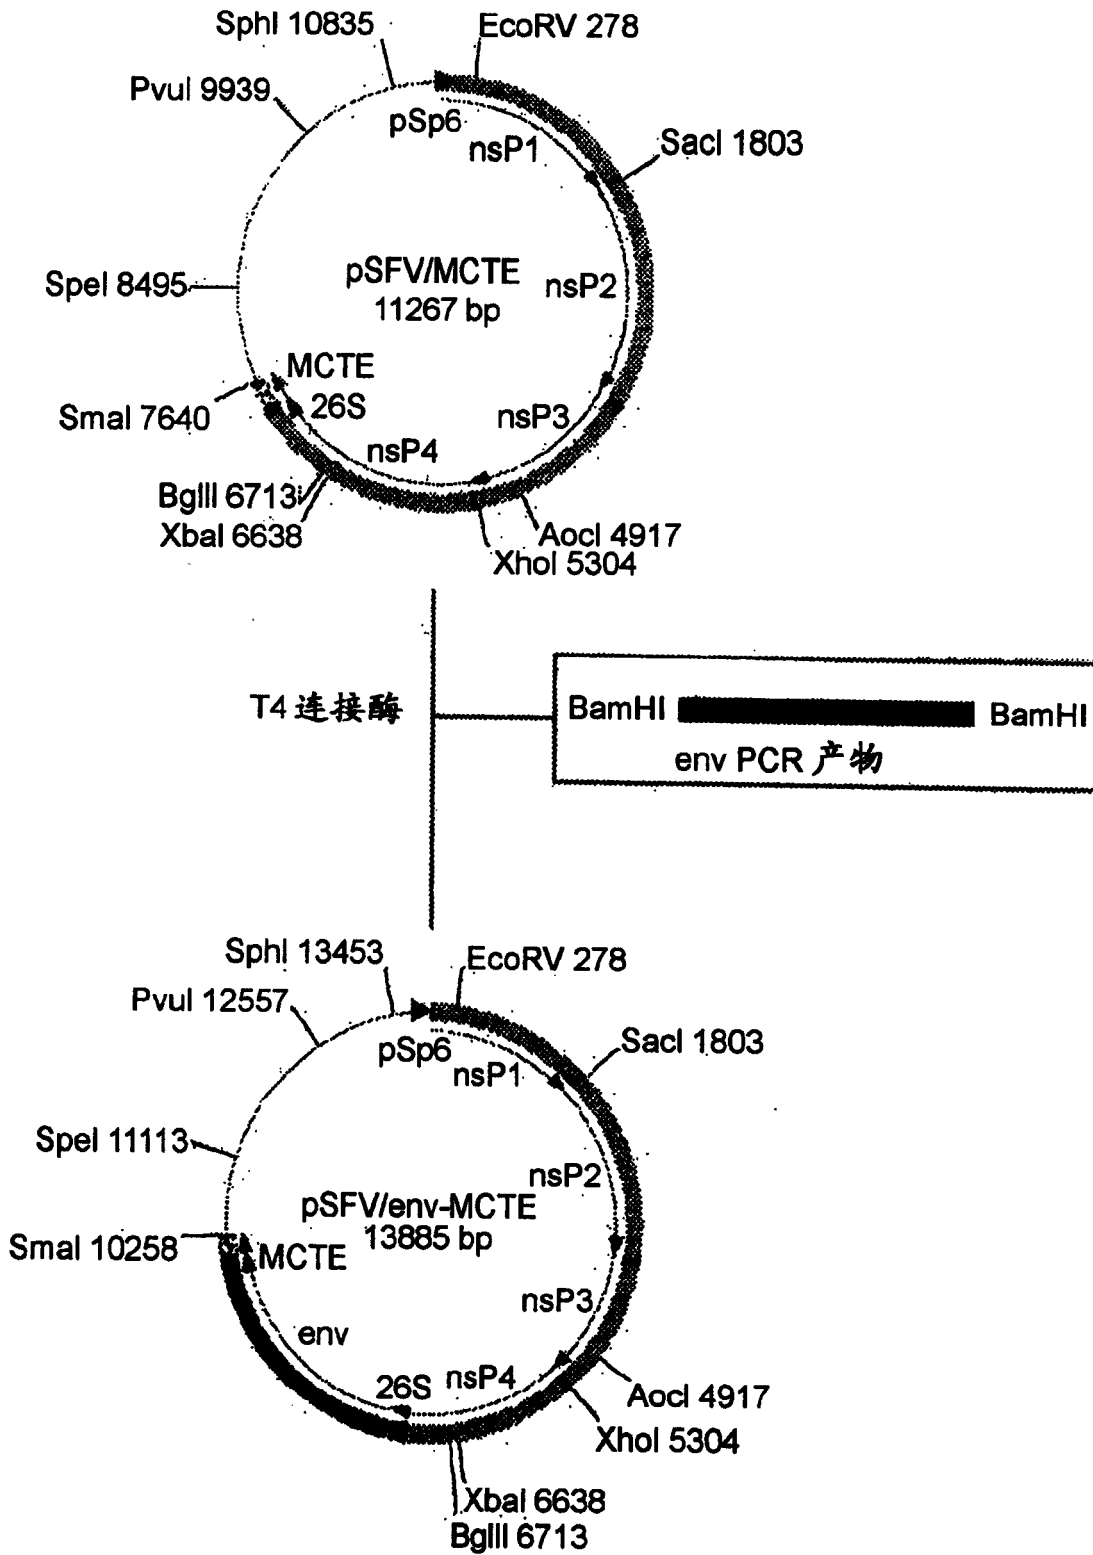 SphI 10835
EcoRV 278
PvuI 9939
pSp6
nsP1
SacI 1803
pSFV/MCTE
11267 bp
nsP2
SpeI 8495
MCTE
26S
SmaI 7640
nsP3
nsP4
BglII 6713
XbaI 6638
AocI 4917
XhoI 5304
T4 连接酶
BamHI
BamHI
env PCR 产物
SphI 13453
EcoRV 278
PvuI 12557
pSp6
nsP1
SacI 1803
SpeI 11113
nsP2
pSFV/env-MCTE
13885 bp
SmaI 10258
MCTE
nsP3
env
26S
nsP4
AocI 4917
XhoI 5304
XbaI 6638
BglII 6713